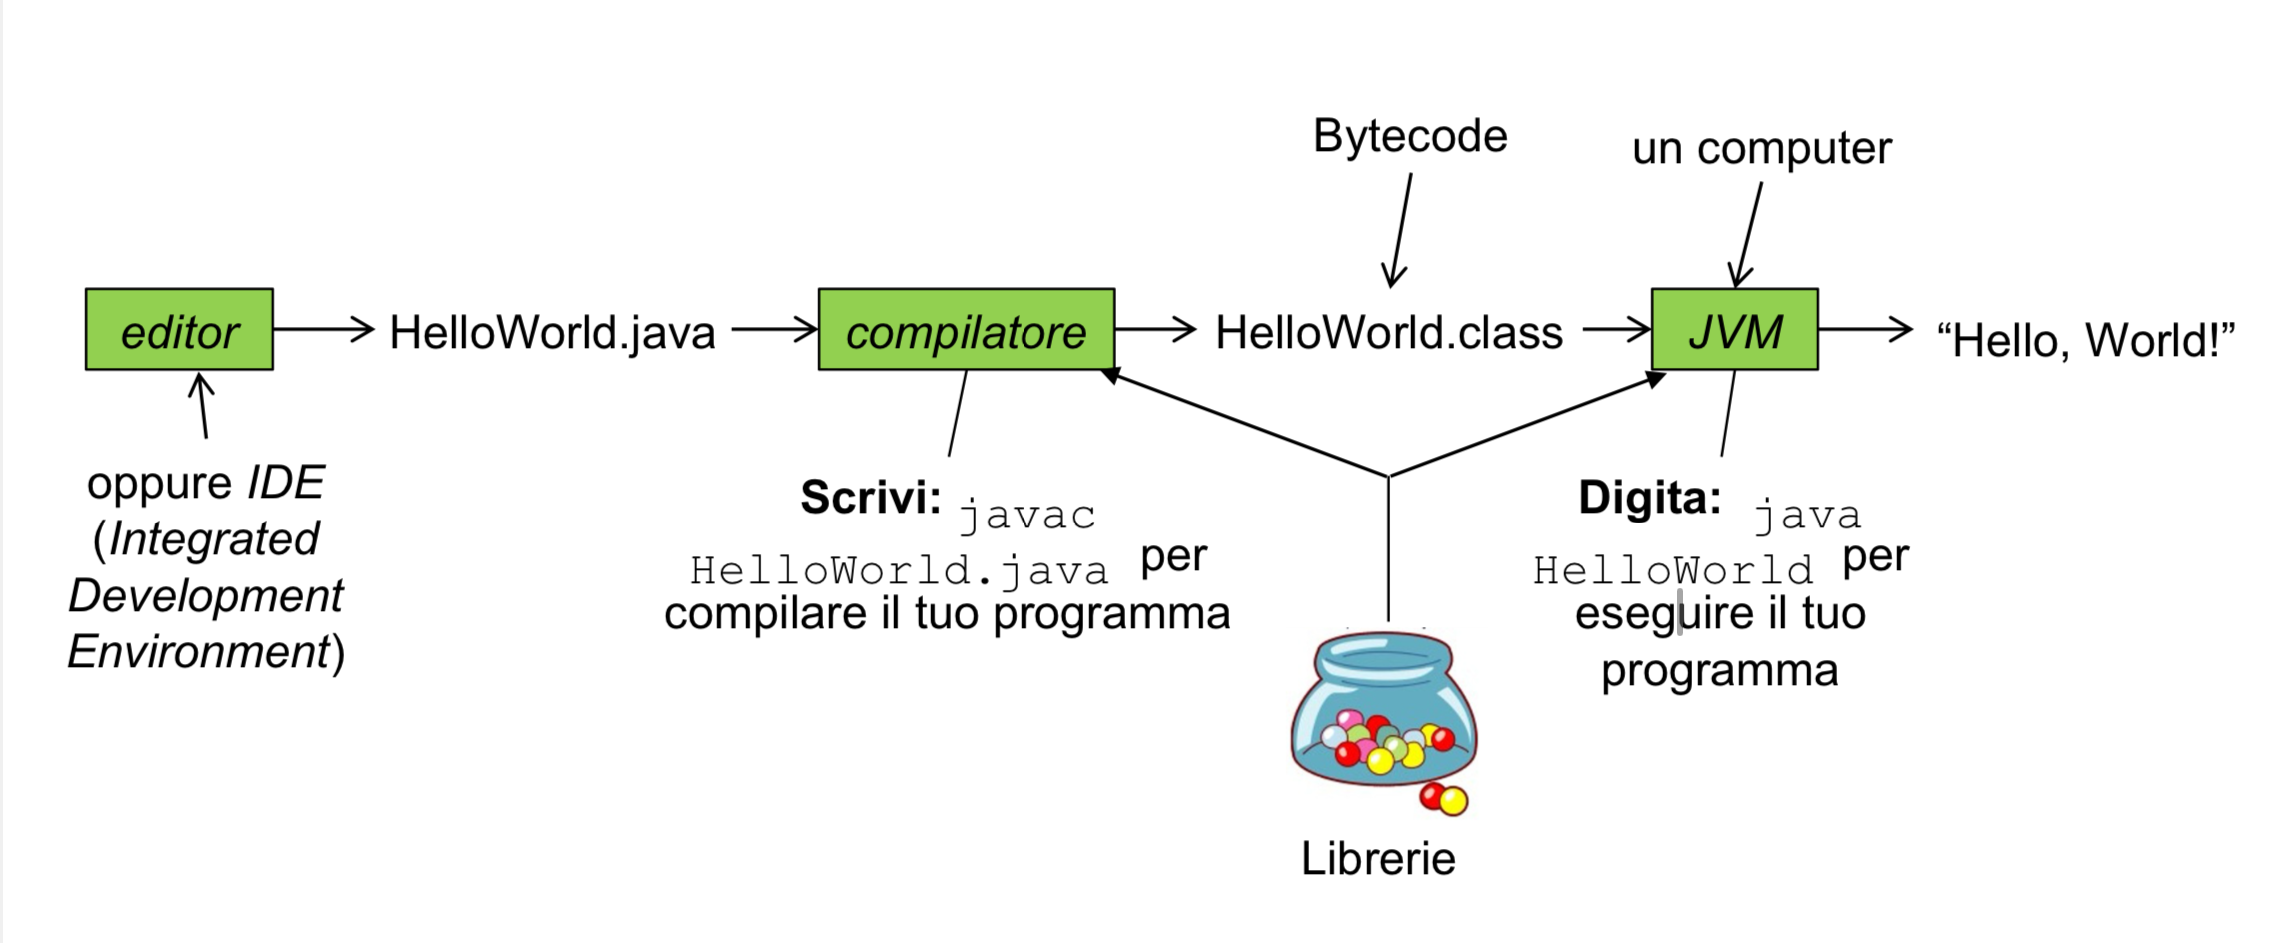 Bytecode
un computer
editor
HelloWorld.java
compilatore
HelloWorld.class
JVM
“Hello, World!”
oppure IDE
(Integrated
Development
Environment)
Scrivi: javac
HelloWorld.java per
compilare il tuo programma
Digita: java
HelloWorld per
eseguire il tuo
programma
Librerie